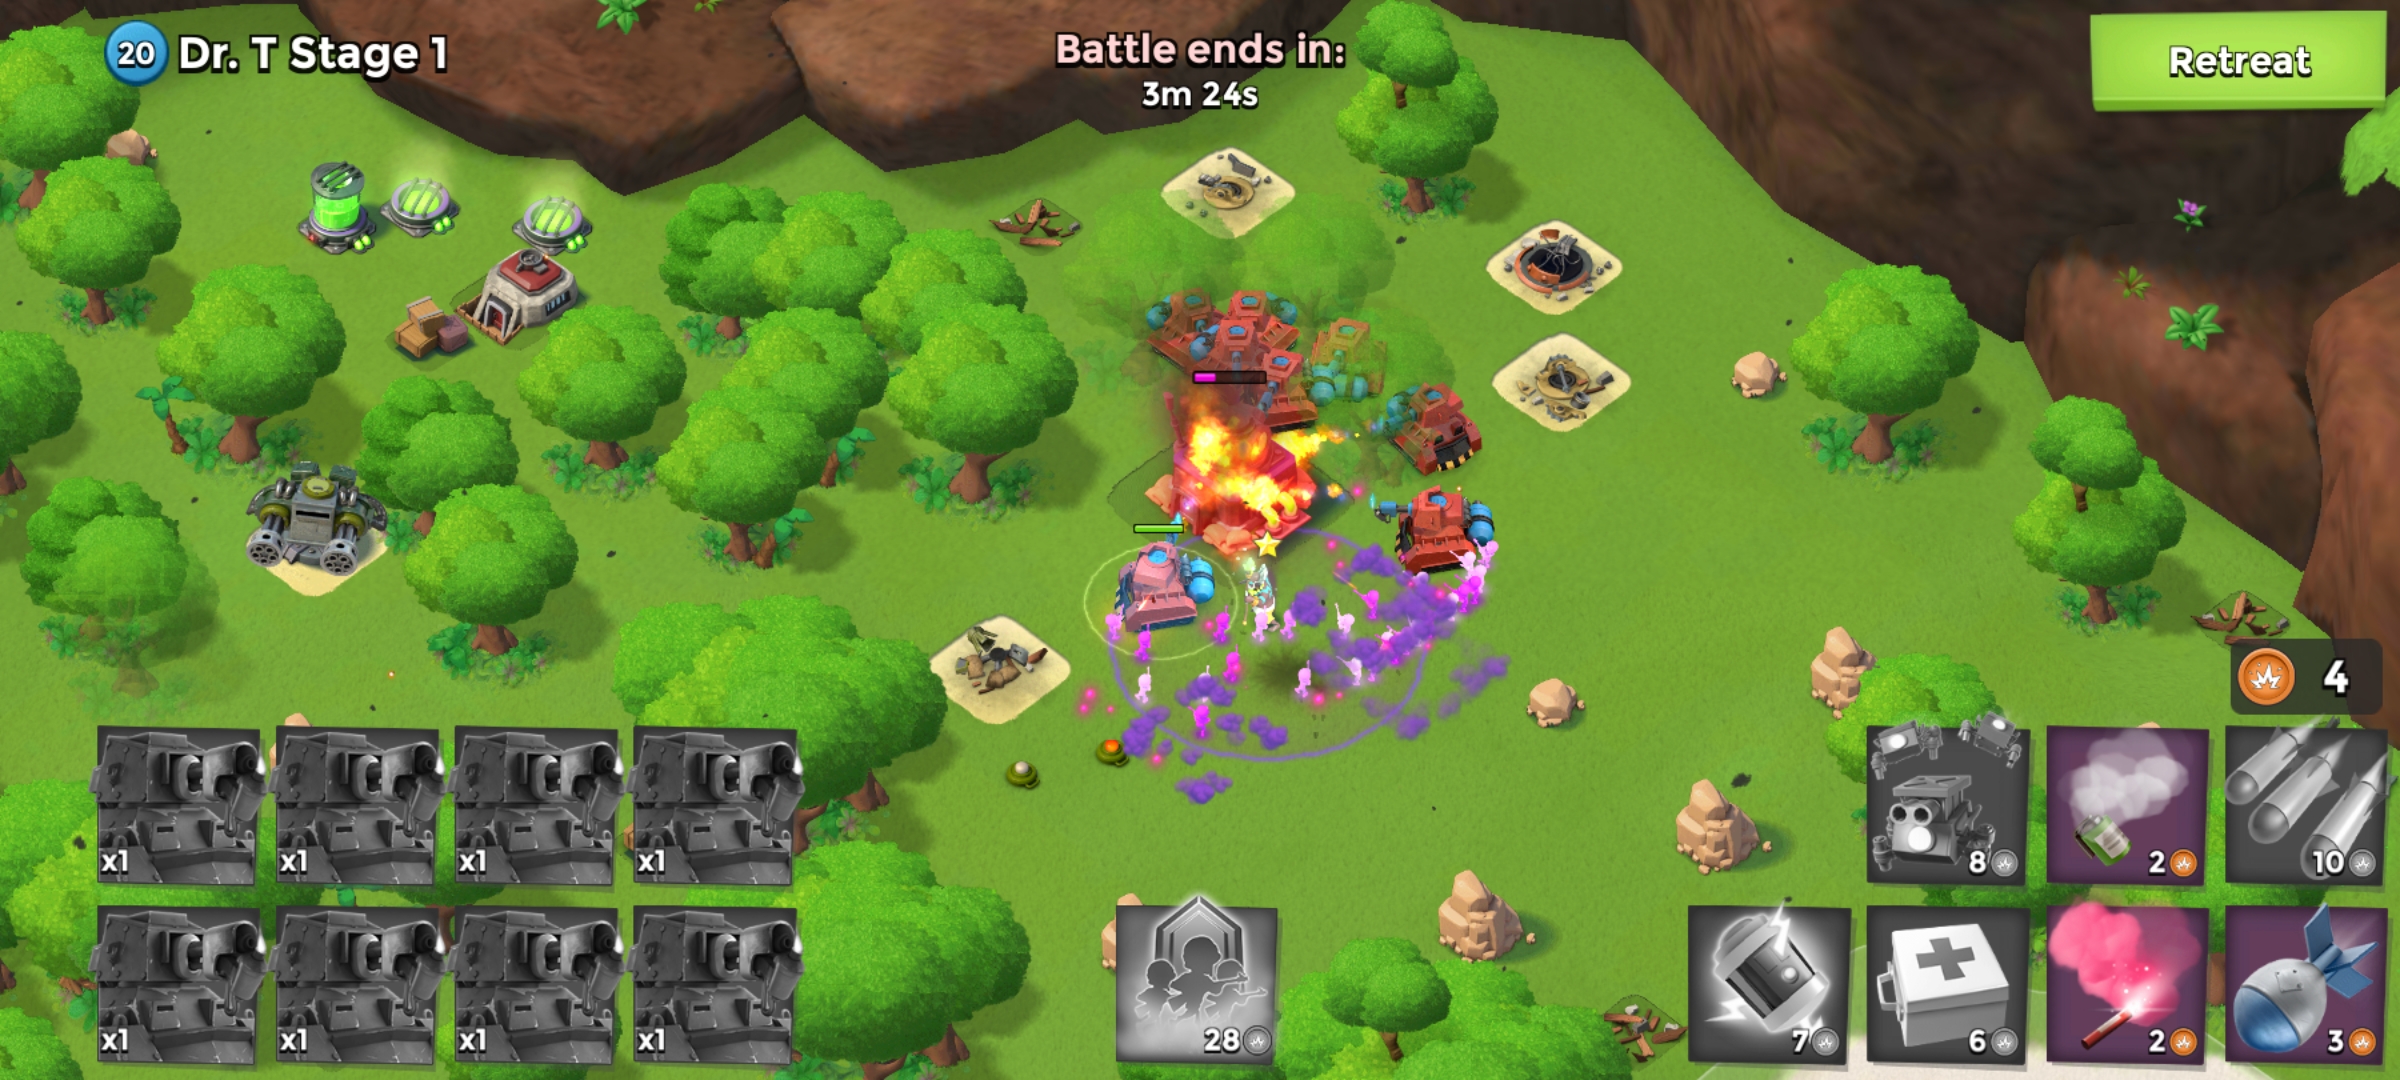 20 Dr. T Stage 1
Battle ends in:
3m 24s
Retreat
4
x1 x1 x1 x1
8 2 10
x1 x1 x1 x1
28 7 6 2 3